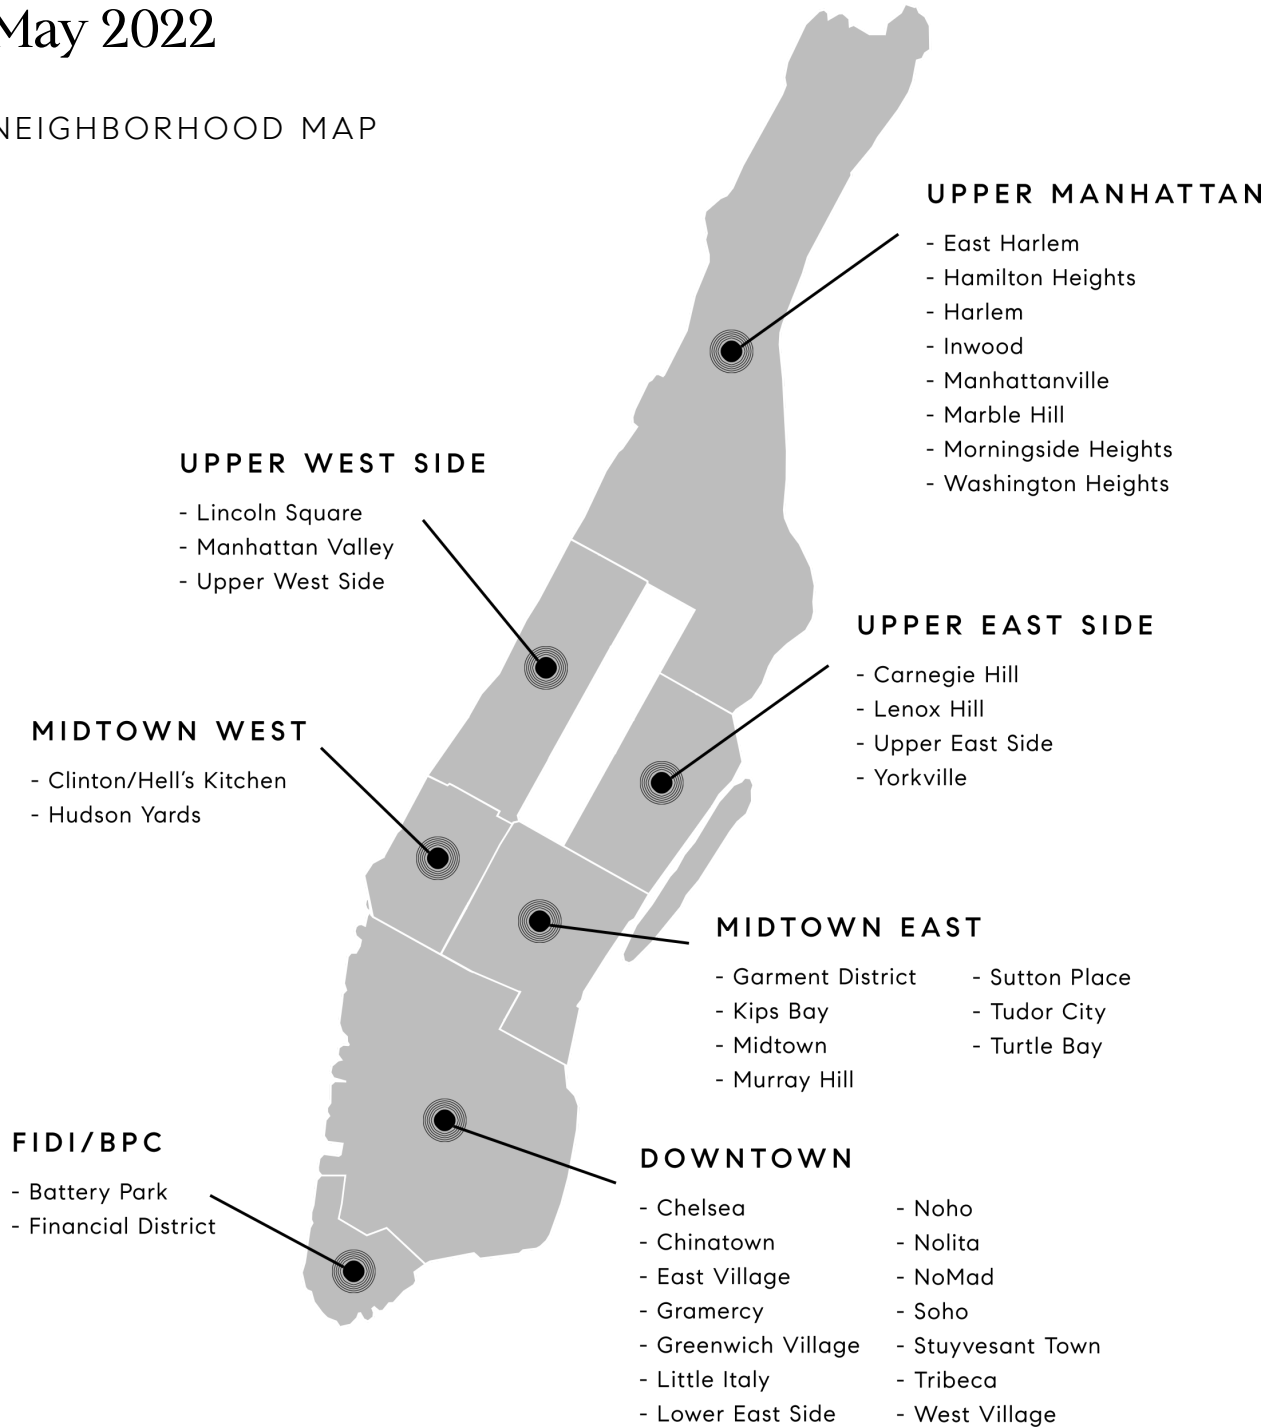 May 2022
NEIGHBORHOOD MAP
UPPER MANHATTAN
- East Harlem
- Hamilton Heights
- Harlem
- Inwood
- Manhattanville
- Marble Hill
- Morningside Heights
- Washington Heights
UPPER WEST SIDE
- Lincoln Square
- Manhattan Valley
- Upper West Side
UPPER EAST SIDE
- Carnegie Hill
- Lenox Hill
- Upper East Side
- Yorkville
MIDTOWN WEST
- Clinton/Hell's Kitchen
- Hudson Yards
MIDTOWN EAST
- Garment District
- Kips Bay
- Midtown
- Murray Hill
- Sutton Place
- Tudor City
- Turtle Bay
FIDI/BPC
- Battery Park
- Financial District
DOWNTOWN
- Chelsea
- Chinatown
- East Village
- Gramercy
- Greenwich Village
- Little Italy
- Lower East Side
- Noho
- Nolita
- NoMad
- Soho
- Stuyvesant Town
- Tribeca
- West Village